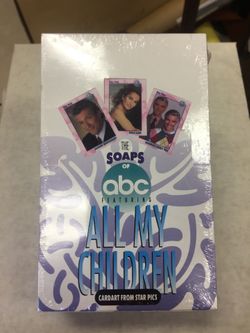 THE
SOAPS
OF
abc
FEATURING
ALL MY
CHILDREN
CARDART FROM STAR PICS